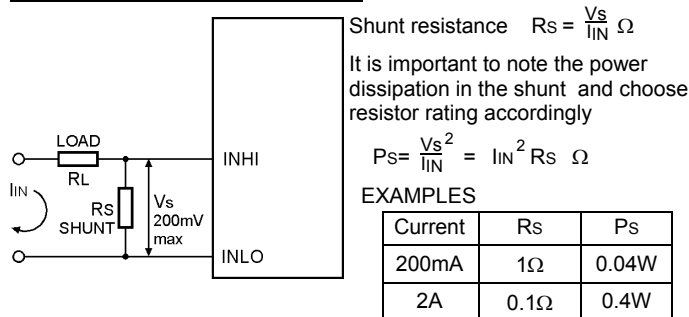 Shunt resistance Rs = Vs/IIN Ω
It is important to note the power
dissipation in the shunt and choose
resistor rating accordingly
Ps= Vs²/IIN = IIN² Rs Ω
EXAMPLES
Current Rs Ps
200mA 1Ω 0.04W
2A 0.1Ω 0.4W
LOAD
RL
IIN
RS
SHUNT
Vs
200mV
max
INHI
INLO